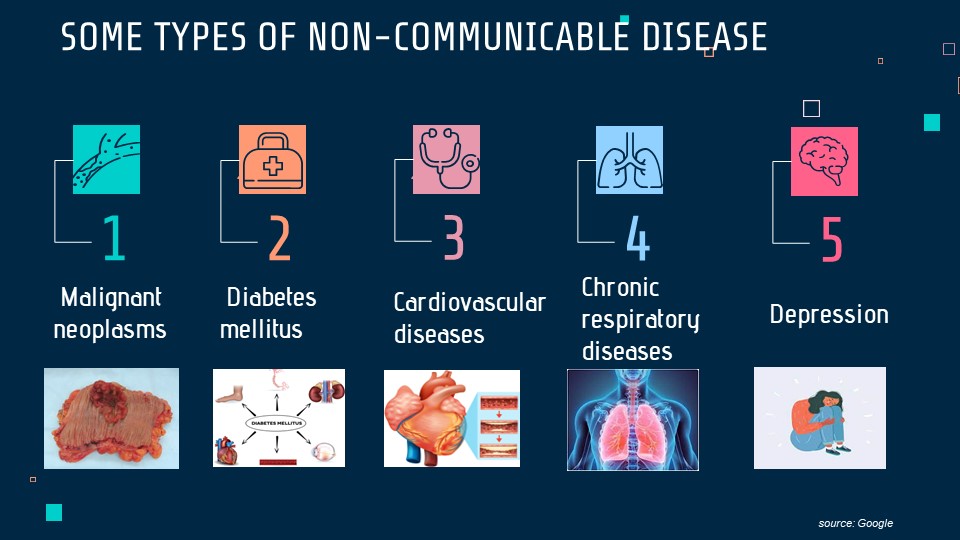 SOME TYPES OF NON-COMMUNICABLE DISEASE
1
Malignant
neoplasms
2
Diabetes
mellitus
DIABETES MELLITUS
3
Cardiovascular
diseases
4
Chronic
respiratory
diseases
5
Depression
source: Google